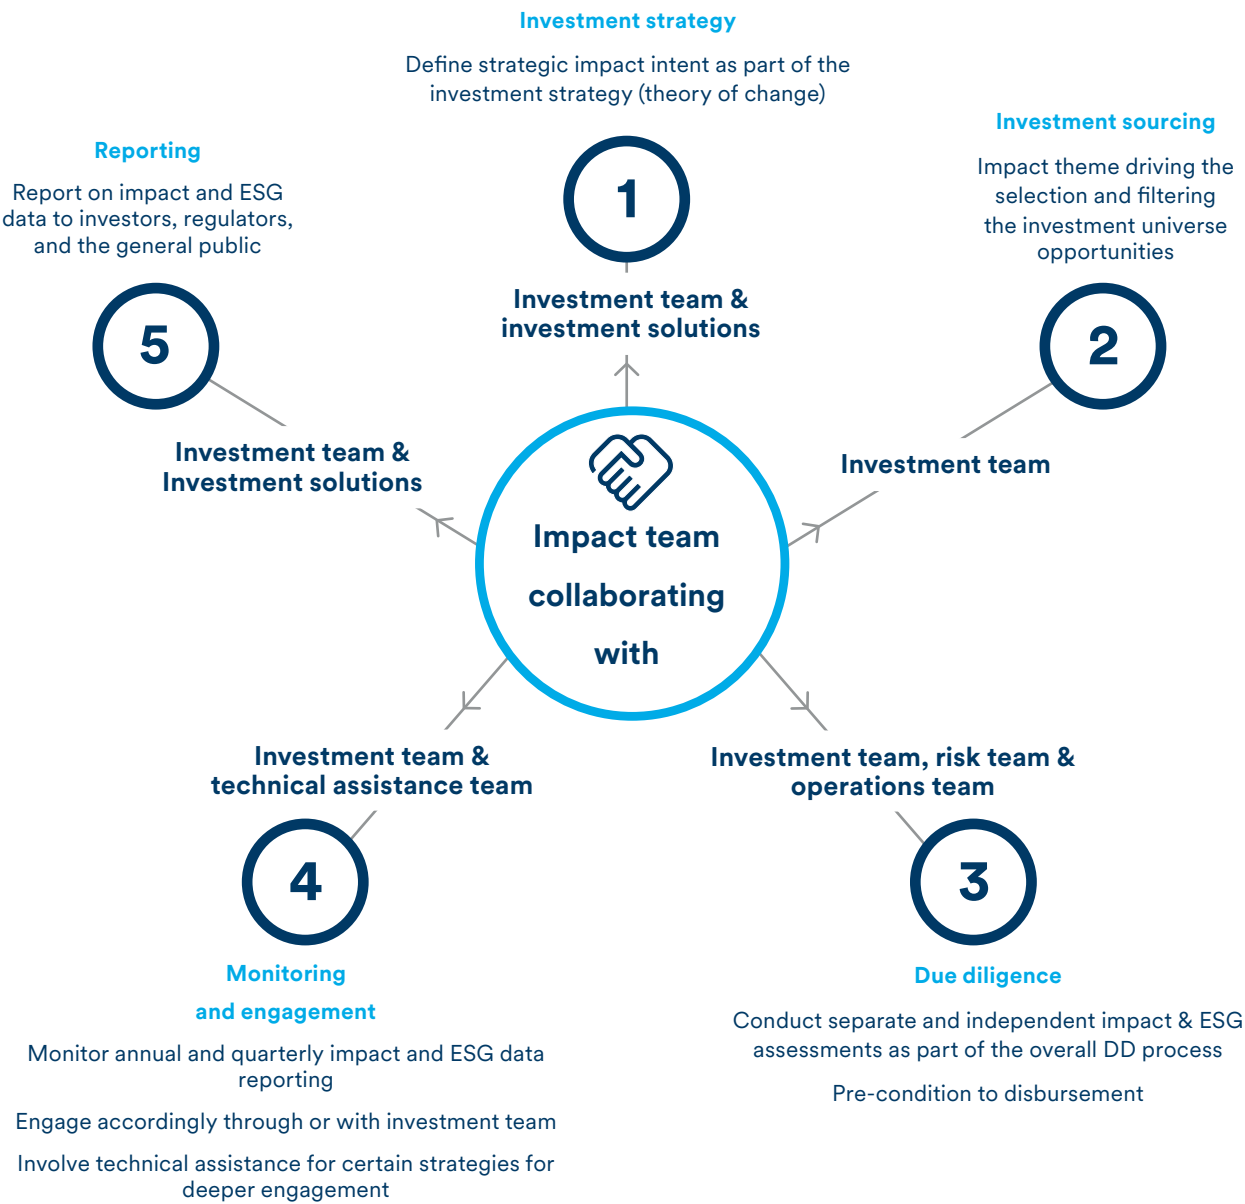 Investment strategy
Define strategic impact intent as part of the
investment strategy (theory of change)
1
Investment team &
investment solutions
Investment sourcing
Impact theme driving the
selection and filtering
the investment universe
opportunities
2
Investment team
Impact team
collaborating
with
Investment team, risk team &
operations team
3
Due diligence
Conduct separate and independent impact & ESG
assessments as part of the overall DD process
Pre-condition to disbursement
Investment team &
technical assistance team
4
Monitoring
and engagement
Monitor annual and quarterly impact and ESG data
reporting
Engage accordingly through or with investment team
Involve technical assistance for certain strategies for
deeper engagement
Reporting
Report on impact and ESG
data to investors, regulators,
and the general public
5
Investment team &
Investment solutions